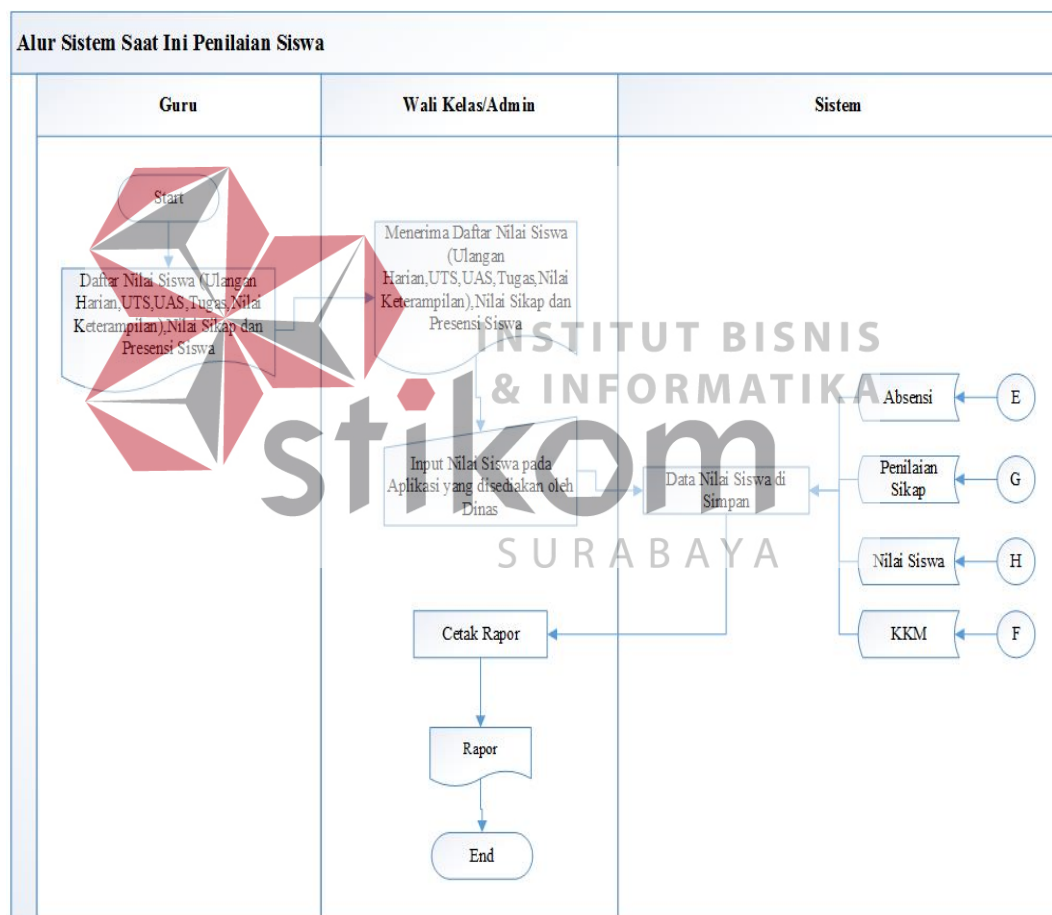 Alur Sistem Saat Ini Penilaian Siswa
Guru
Wali Kelas/Admin
Sistem
Start
Daftar Nilai Siswa (Ulangan
Harian,UTS,UAS,Tugas,Nilai
Keterampilan),Nilai Sikap dan
Presensi Siswa
Menerima Daftar Nilai Siswa
(Ulangan
Harian,UTS,UAS,Tugas,Nilai
Keterampilan),Nilai Sikap dan
Presensi Siswa
INSTITUT BISNIS
& INFORMATIKA
stikom
SURABAYA
Input Nilai Siswa pada
Aplikasi yang disediakan oleh
Dinas
Data Nilai Siswa di
Simpan
Absensi
E
Penilaian
Sikap
G
Nilai Siswa
H
KKM
F
Cetak Rapor
Rapor
End